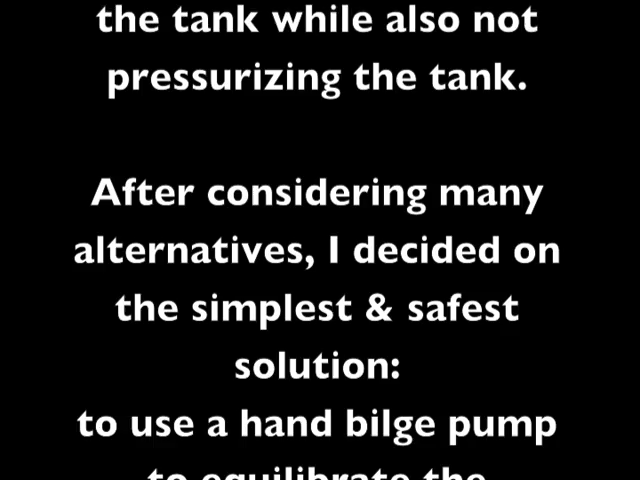 the tank while also not
pressurizing the tank.
After considering many
alternatives, I decided on
the simplest & safest
solution:
to use a hand bilge pump
to equilibrate the